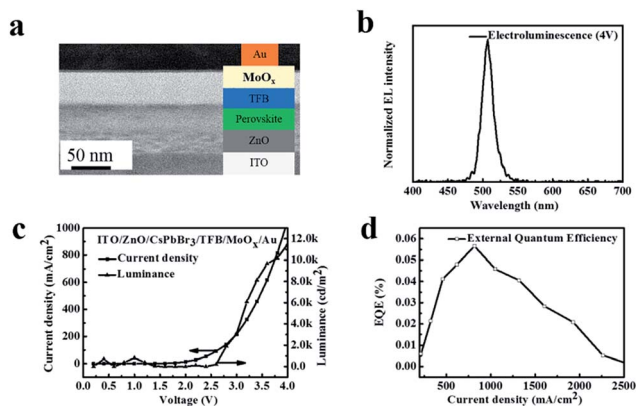 a
Au
MoOx
TFB
Perovskite
ZnO
ITO
50 nm
b
Electroluminescence (4V)
Normalized EL intensity
400 450 500 550 600 650 700
Wavelength (nm)
c
ITO/ZnO/CsPbBr3/TFB/MoOx/Au
Current density
Luminance
Current density (mA/cm²)
1000
800
600
400
200
0
12.0k
10.0k
8.0k
6.0k
4.0k
2.0k
0.0
Luminance (cd/m²)
0.0 0.5 1.0 1.5 2.0 2.5 3.0 3.5 4.0
Voltage (V)
d
External Quantum Efficiency
EQE (%)
0.06
0.05
0.04
0.03
0.02
0.01
0.00
500 1000 1500 2000 2500
Current density (mA/cm²)